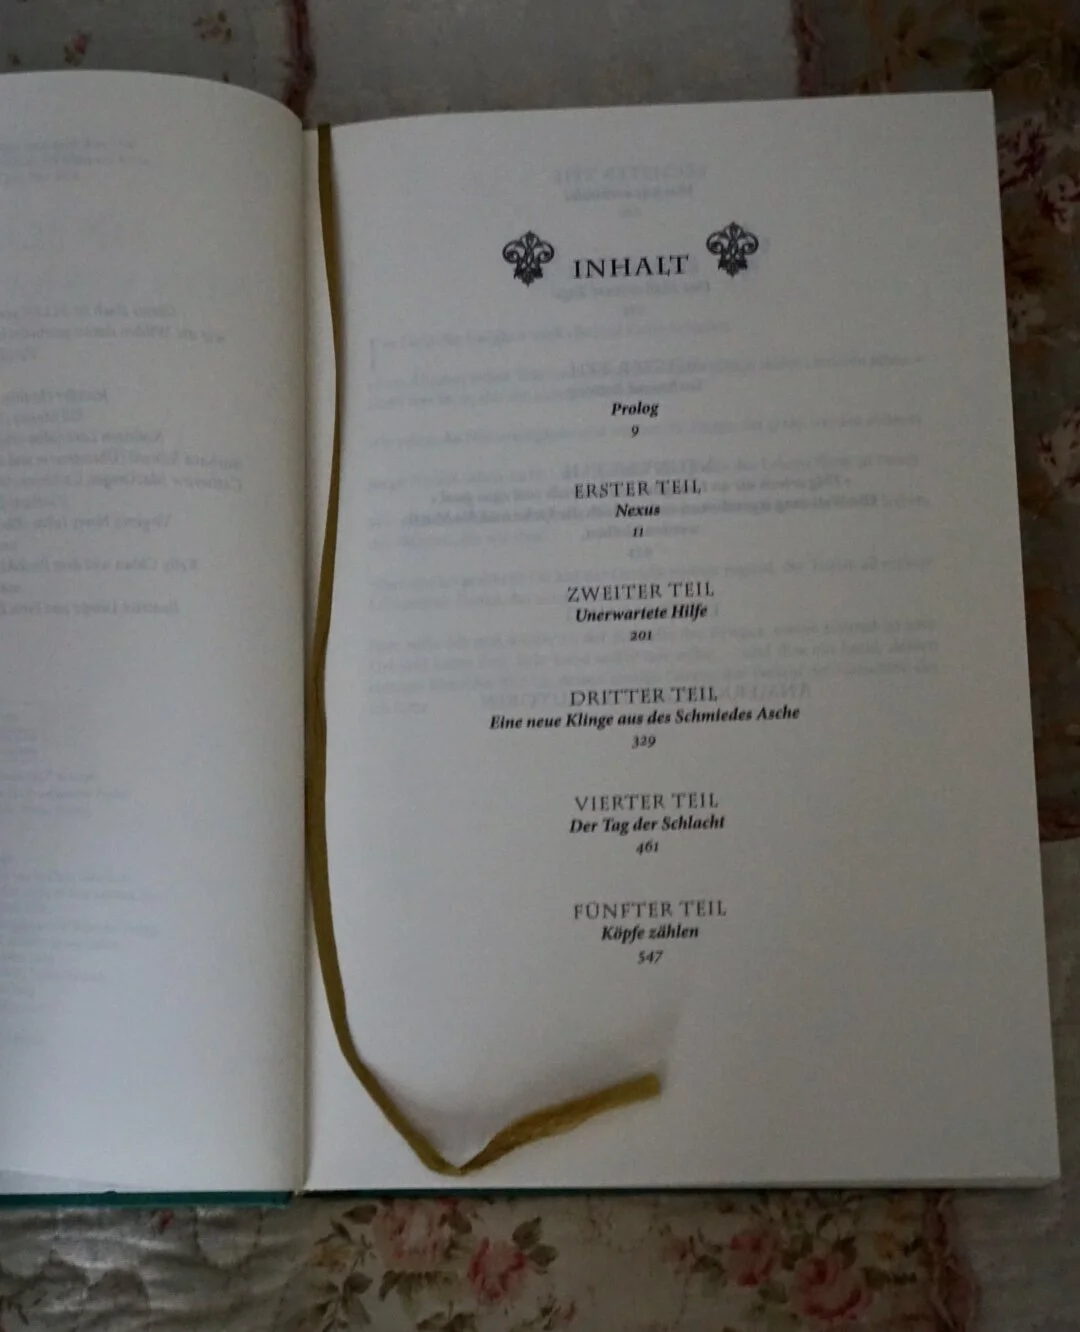 INHALT
Prolog
9
ERSTER TEIL
Nexus
11
ZWEITER TEIL
Unerwartete Hilfe
201
DRITTER TEIL
Eine neue Klinge aus des Schmiedes Asche
329
VIERTER TEIL
Der Tag der Schlacht
461
FÜNFTER TEIL
Köpfe zählen
547